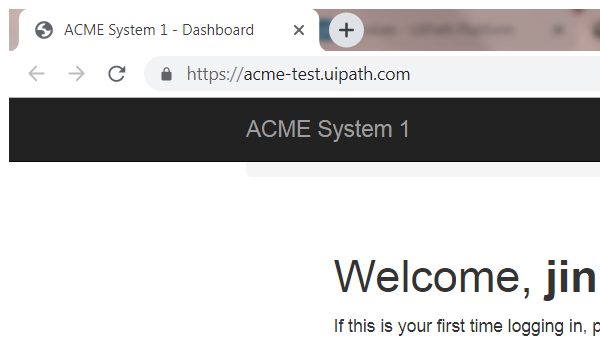 ACME System 1 - Dashboard
https://acme-test.uipath.com
ACME System 1
Welcome, jin
If this is your first time logging in, p